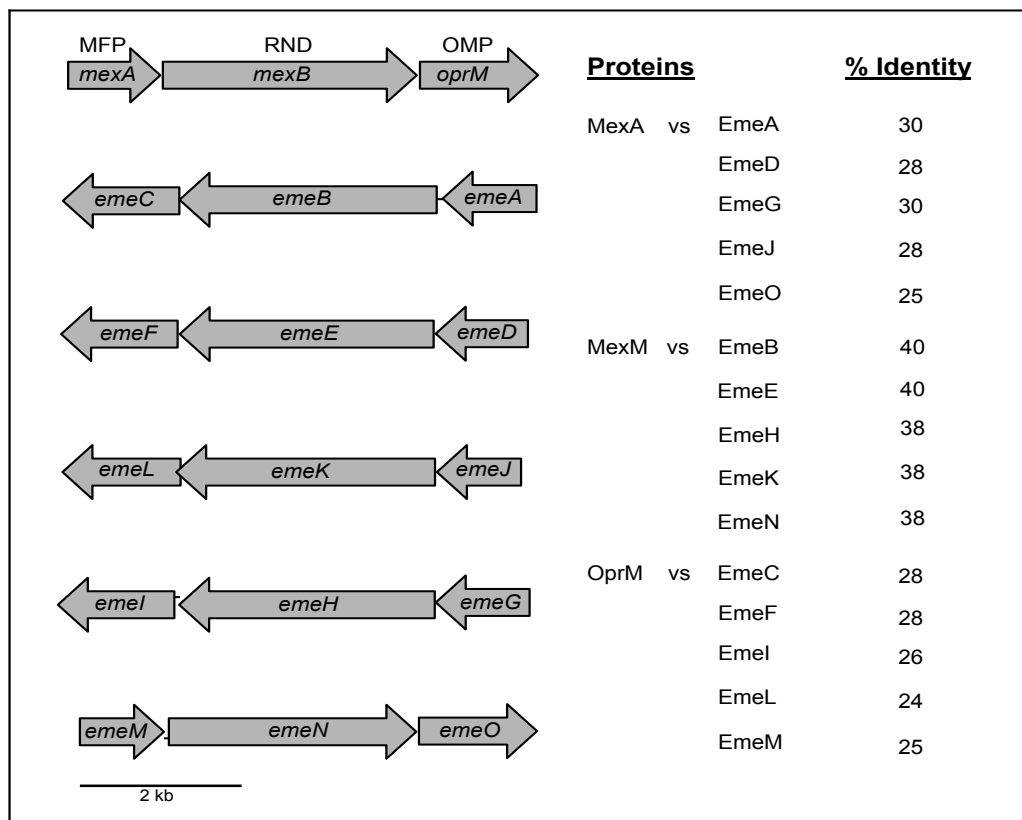 MFP RND OMP
mexA mexB oprM
emeC emeB emeA
emeF emeE emeD
emeL emeK emeJ
emeI emeH emeG
emeM emeN emeO
2 kb
Proteins % Identity
MexA vs EmeA 30
EmeD 28
EmeG 30
EmeJ 28
EmeO 25
MexM vs EmeB 40
EmeE 40
EmeH 38
EmeK 38
EmeN 38
OprM vs EmeC 28
EmeF 28
EmeI 26
EmeL 24
EmeM 25